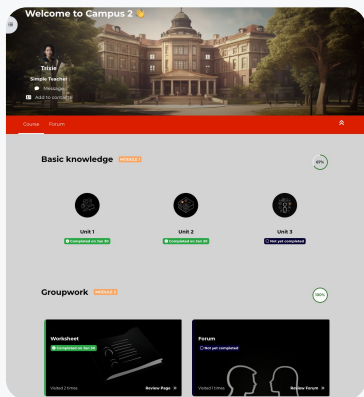 Welcome to Campus 2 👋
Trixie
Simple Teacher
Message
Add to contacts
Course Forum
Basic knowledge MODULE 1
67%
Unit 1 Unit 2 Unit 3
Completed on Jan 30 Completed on Jan 30 Not yet completed
Groupwork MODULE 2
100%
Worksheet Forum
Completed on Jan 30 Not yet completed
Visited 2 times Review Page Visited 1 times Review Forum